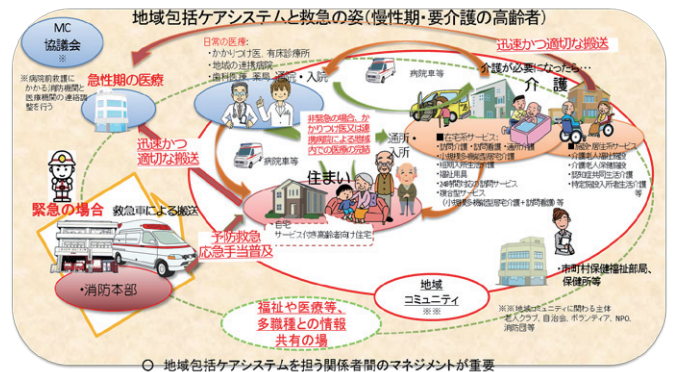 地域包括ケアシステムと救急の姿(慢性期・要介護の高齢者)
MC
協議会
※
※病院前救護に
かかる消防機関と
医療機関の連絡調
整を行う
急性期の医療
日常の医療:
・かかりつけ医、有床診療所
・地域の連携病院
・歯科医療、薬局
通院・入院
病院車等
迅速かつ適切な搬送
介護が必要になったら…
介 護
迅速かつ
適切な搬送
病院車等
非緊急の場合、か
かりつけ医又は連
携病院による地域
内での医療の完結
通所・
入所
■在宅系サービス:
・訪問介護・訪問看護・通所介護
・小規模多機能型居宅介護
・短期入所生活介護
・福祉用具
・24時間対応の訪問サービス
・複合型サービス
(小規模多機能型居宅介護+訪問看護)等
■施設・居住系サービス
・介護老人福祉施設
・介護老人保健施設
・認知症共同生活介護
・特定施設入所者生活介護
等
住まい
・自宅
・サービス付き高齢者向け住宅
緊急の場合
救急車による搬送
予防救急
応急手当普及
・消防本部
・市町村保健福祉部局、
保健所等
地域
コミュニティ
※※
福祉や医療等、
多職種との情報
共有の場
※※地域コミュニティに関わる主体
老人クラブ、自治会、ボランティア、NPO、
消防団等
〇 地域包括ケアシステムを担う関係者間のマネジメントが重要